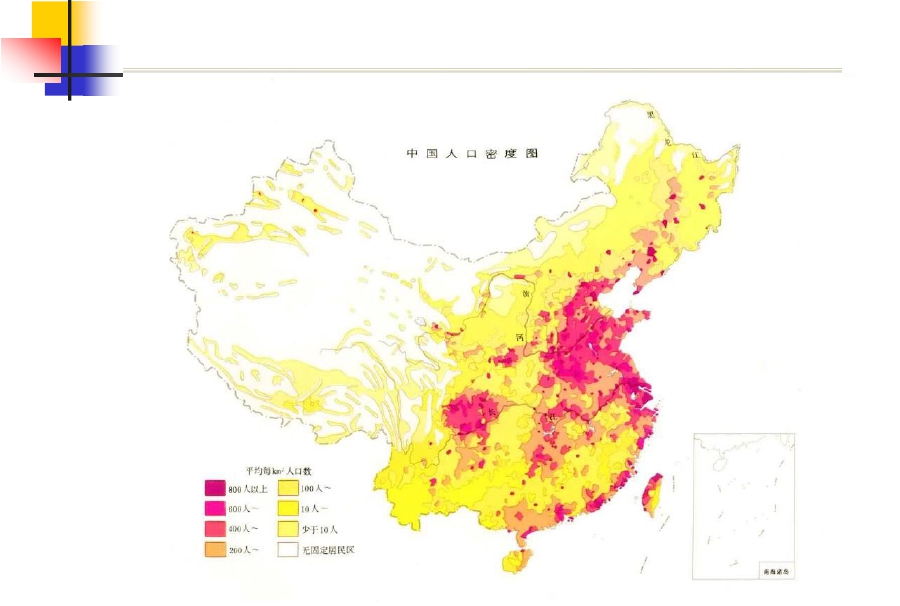 中国人口密度图
黑
龙
江
黄
河
长
江
平均每km²人口数
800人以上
100人～
600人～
10人～
400人～
少于10人
200人～
无固定居民区
南海诸岛